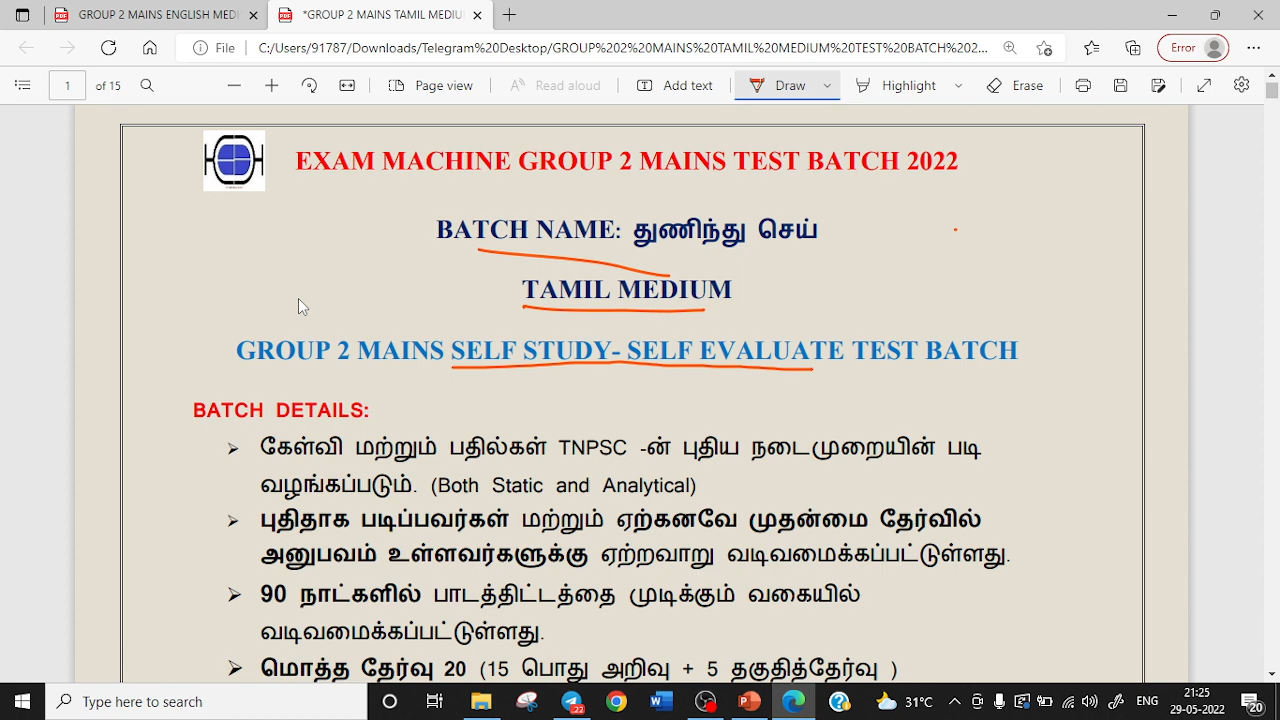 GROUP 2 MAINS ENGLISH MEDI
*GROUP 2 MAINS TAMIL MEDIU
File
C:/Users/91787/Downloads/Telegram%20Desktop/GROUP%202%20MAINS%20TAMIL%20MEDIUM%20TEST%20BATCH%202...
Error
1 of 15
Page view
Read aloud
Add text
Draw
Highlight
Erase
EXAM MACHINE GROUP 2 MAINS TEST BATCH 2022
BATCH NAME: துணிந்து செய்
TAMIL MEDIUM
GROUP 2 MAINS SELF STUDY- SELF EVALUATE TEST BATCH
BATCH DETAILS:
கேள்வி மற்றும் பதில்கள் TNPSC -ன் புதிய நடைமுறையின் படி
வழங்கப்படும். (Both Static and Analytical)
புதிதாக படிப்பவர்கள் மற்றும் ஏற்கனவே முதன்மை தேர்வில்
அனுபவம் உள்ளவர்களுக்கு ஏற்றவாறு வடிவமைக்கப்பட்டுள்ளது.
90 நாட்களில் பாடத்திட்டத்தை முடிக்கும் வகையில்
வடிவமைக்கப்பட்டுள்ளது.
மொத்த தேர்வு 20 (15 பொது அறிவு + 5 தகுதித்தேர்வு )
Type here to search
22
31°C
ENG
21:25
29-05-2022
20